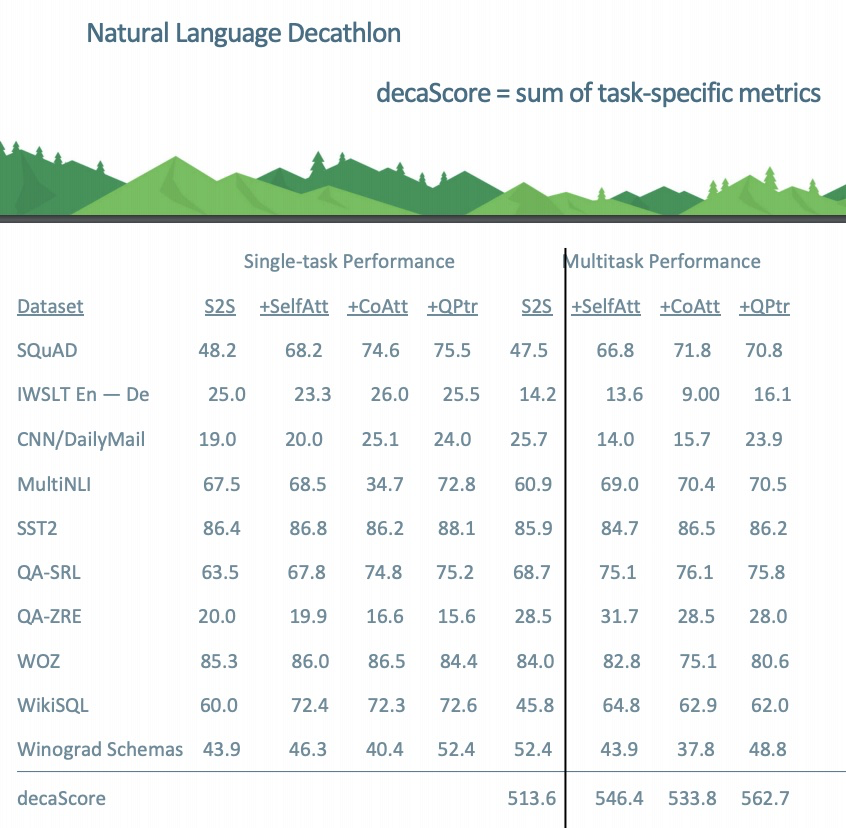 Natural Language Decathlon
decaScore = sum of task-specific metrics
Single-task Performance Multitask Performance
Dataset S2S +SelfAtt +CoAtt +QPtr S2S +SelfAtt +CoAtt +QPtr
SQuAD 48.2 68.2 74.6 75.5 47.5 66.8 71.8 70.8
IWSLT En — De 25.0 23.3 26.0 25.5 14.2 13.6 9.00 16.1
CNN/DailyMail 19.0 20.0 25.1 24.0 25.7 14.0 15.7 23.9
MultiNLI 67.5 68.5 34.7 72.8 60.9 69.0 70.4 70.5
SST2 86.4 86.8 86.2 88.1 85.9 84.7 86.5 86.2
QA-SRL 63.5 67.8 74.8 75.2 68.7 75.1 76.1 75.8
QA-ZRE 20.0 19.9 16.6 15.6 28.5 31.7 28.5 28.0
WOZ 85.3 86.0 86.5 84.4 84.0 82.8 75.1 80.6
WikiSQL 60.0 72.4 72.3 72.6 45.8 64.8 62.9 62.0
Winograd Schemas 43.9 46.3 40.4 52.4 52.4 43.9 37.8 48.8
decaScore 513.6 546.4 533.8 562.7